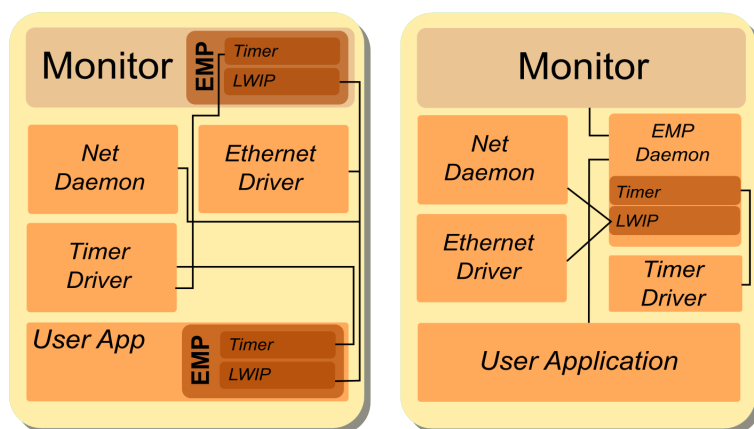 Monitor
EMP
Timer
LWIP
Net
Daemon
Ethernet
Driver
Timer
Driver
User App
EMP
Timer
LWIP
Monitor
Net
Daemon
EMP
Daemon
Timer
LWIP
Ethernet
Driver
Timer
Driver
User Application